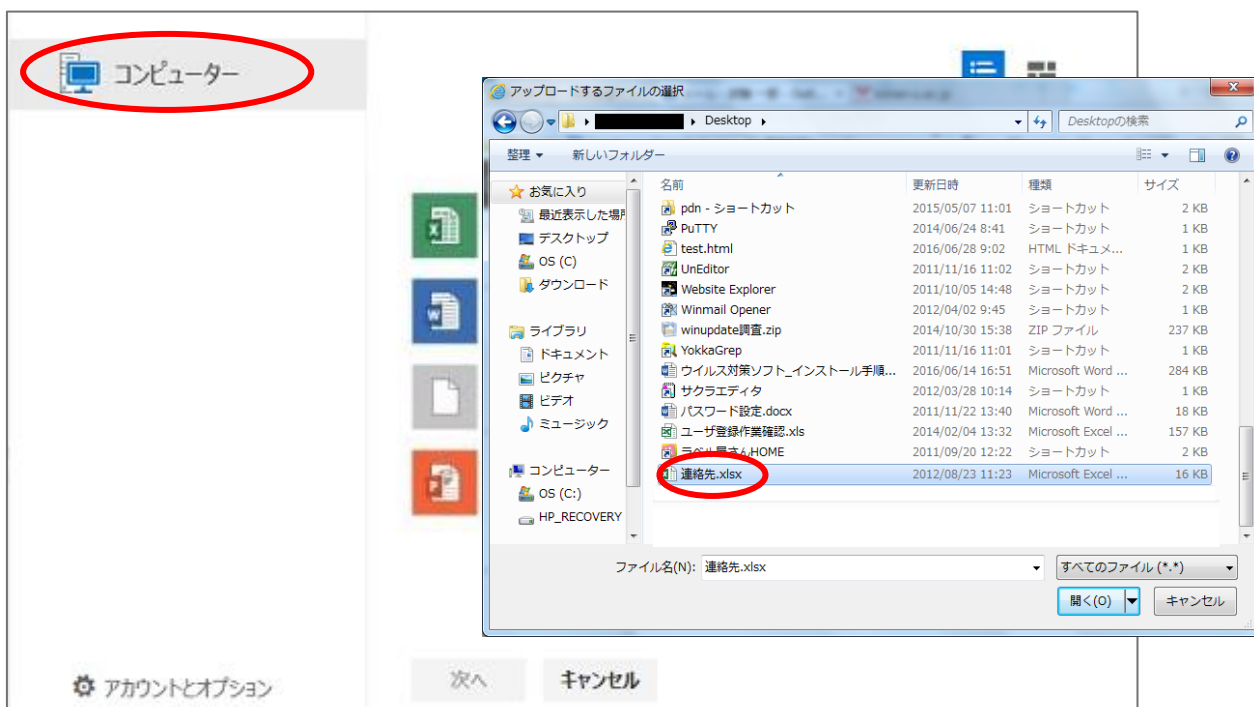 コンピューター
アップロードするファイルの選択
Desktop
Desktopの検索
整理 新しいフォルダー
お気に入り
最近表示した場所
デスクトップ
OS (C)
ダウンロード
ライブラリ
ドキュメント
ピクチャ
ビデオ
ミュージック
コンピューター
OS (C:)
HP_RECOVERY
名前 更新日時 種類 サイズ
pdn - ショートカット 2015/05/07 11:01 ショートカット 2 KB
PuTTY 2014/06/24 8:41 ショートカット 1 KB
test.html 2016/06/28 9:02 HTML ドキュメ... 1 KB
UnEditor 2011/11/16 11:02 ショートカット 2 KB
Website Explorer 2011/10/05 14:48 ショートカット 2 KB
Winmail Opener 2012/04/02 9:45 ショートカット 1 KB
winupdate調査.zip 2014/10/30 15:38 ZIP ファイル 237 KB
YokkaGrep 2011/11/16 11:01 ショートカット 1 KB
ウイルス対策ソフト_インストール手順... 2016/06/14 16:51 Microsoft Word ... 284 KB
サクラエディタ 2012/03/28 10:14 ショートカット 1 KB
パスワード設定.docx 2011/11/22 13:40 Microsoft Word ... 18 KB
ユーザ登録作業確認.xls 2014/02/04 13:32 Microsoft Excel ... 157 KB
ラベル屋さんHOME 2011/09/20 12:22 ショートカット 2 KB
連絡先.xlsx 2012/08/23 11:23 Microsoft Excel ... 16 KB
ファイル名(N): 連絡先.xlsx すべてのファイル (*.*)
開く(O) キャンセル
アカウントとオプション
次へ キャンセル